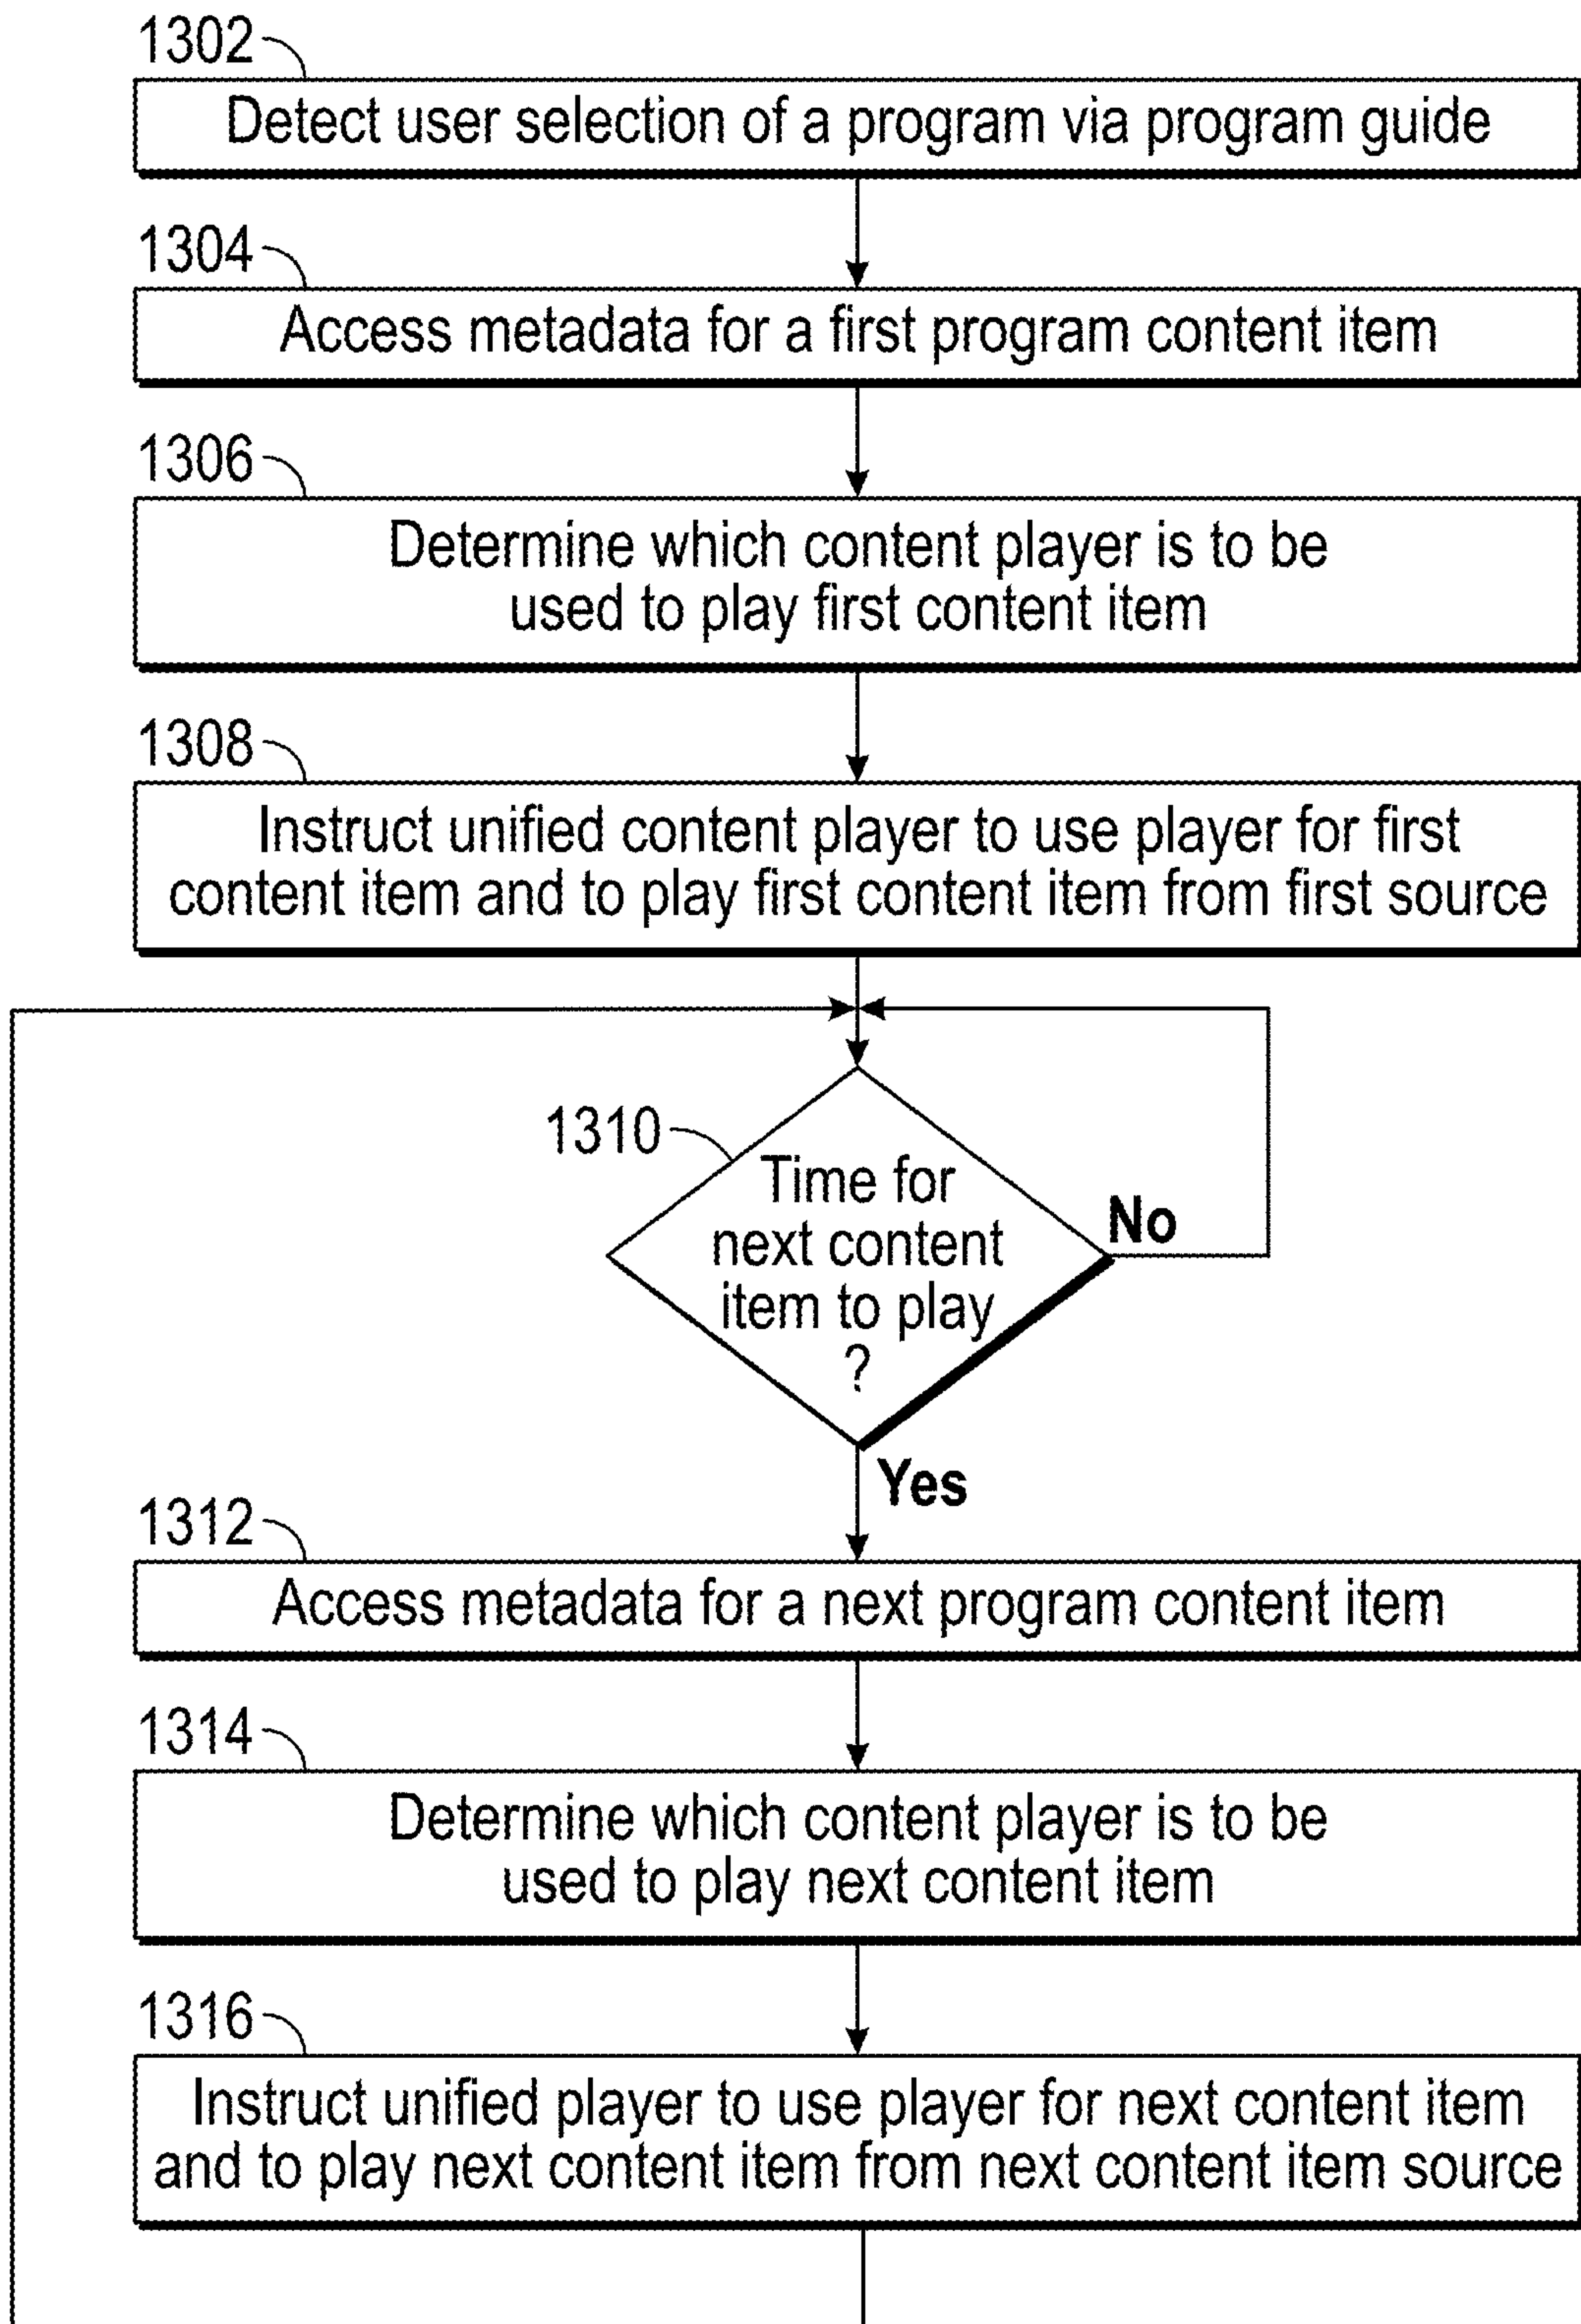 1302
Detect user selection of a program via program guide
1304
Access metadata for a first program content item
1306
Determine which content player is to be
used to play first content item
1308
Instruct unified content player to use player for first
content item and to play first content item from first source
1310
Time for
next content
item to play
?
No
Yes
1312
Access metadata for a next program content item
1314
Determine which content player is to be
used to play next content item
1316
Instruct unified player to use player for next content item
and to play next content item from next content item source